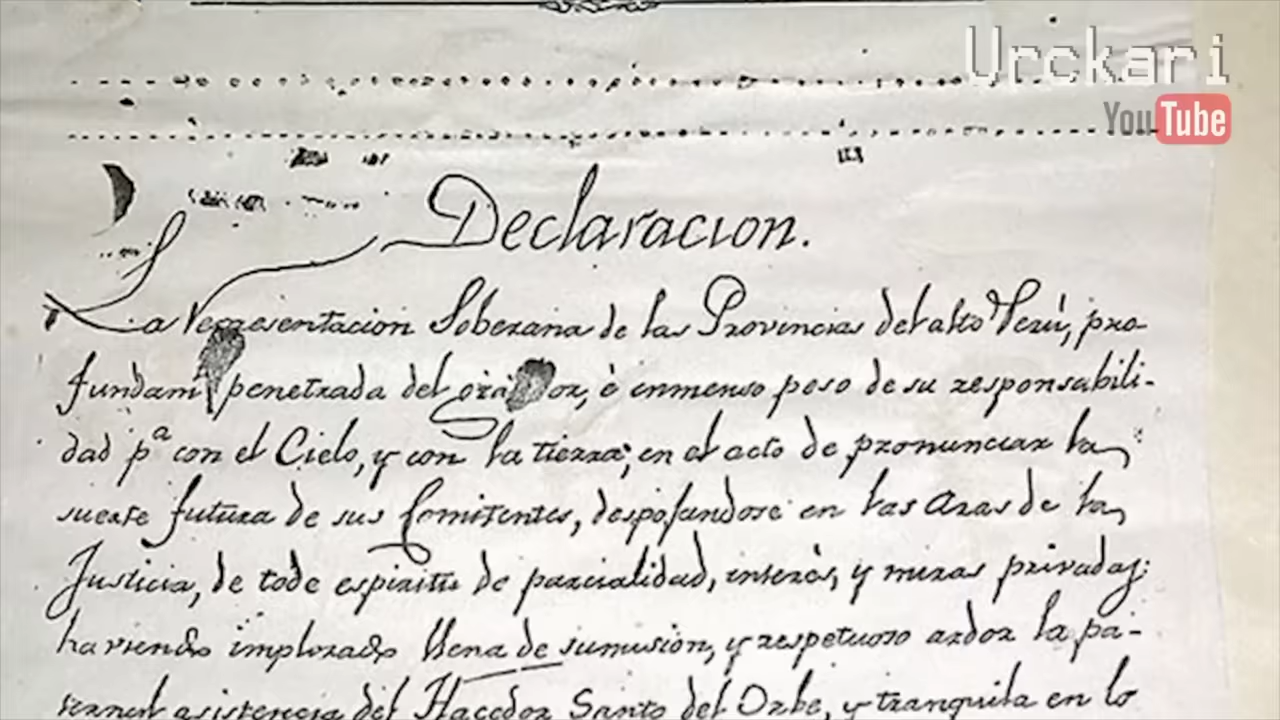 Urckari
YouTube
Declaracion.
La representacion Soberana de las Provincias del alto Perú, pro-
fundam penetrada del gran or, é inmenso peso de su responsabili-
dad pª con el Cielo, y con la tierra; en el acto de pronunciar la
suerte futura de sus Comitentes, despojandose en las Aras de la
Justicia, de todo espiritu de parcialidad, interès, y miras privadas:
haviendo implorado llena de sumision, y respetuoso ardor la pa-
ternal asistencia del Hacedor Santo del Orbe, y tranquila en lo